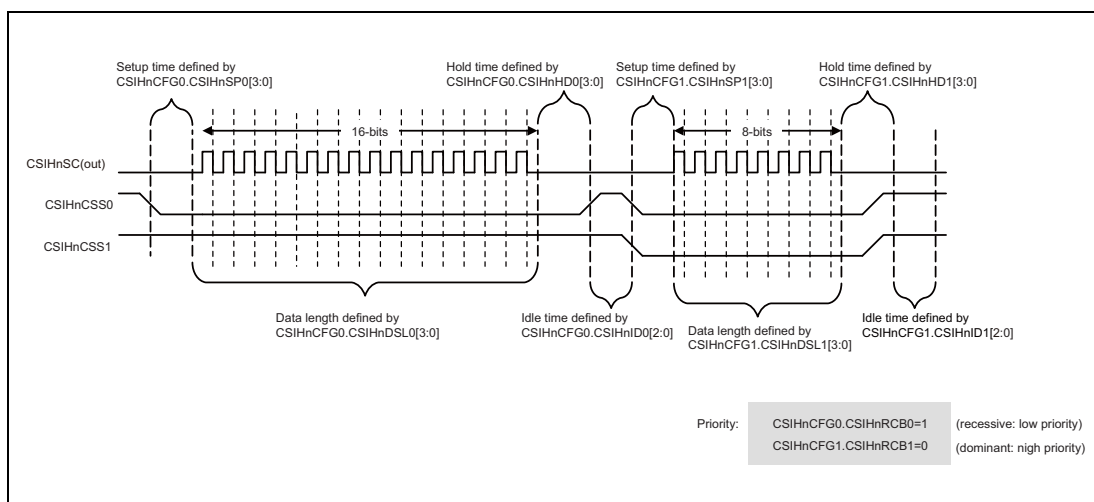 Setup time defined by
CSIHnCFG0.CSIHnSP0[3:0]
Hold time defined by
CSIHnCFG0.CSIHnHD0[3:0]
Setup time defined by
CSIHnCFG1.CSIHnSP1[3:0]
Hold time defined by
CSIHnCFG1.CSIHnHD1[3:0]
16-bits
8-bits
CSIHnSC(out)
CSIHnCSS0
CSIHnCSS1
Data length defined by
CSIHnCFG0.CSIHnDSL0[3:0]
Idle time defined by
CSIHnCFG0.CSIHnID0[2:0]
Data length defined by
CSIHnCFG1.CSIHnDSL1[3:0]
Idle time defined by
CSIHnCFG1.CSIHnID1[2:0]
Priority:
CSIHnCFG0.CSIHnRCB0=1 (recessive: low priority)
CSIHnCFG1.CSIHnRCB1=0 (dominant: nigh priority)